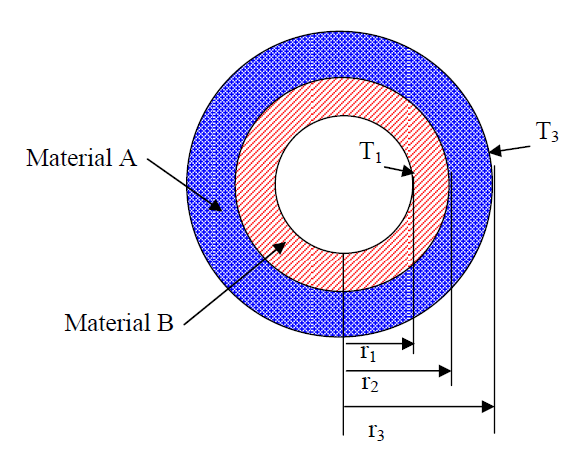 T₃
T₁
Material A
Material B
r₁
r₂
r₃